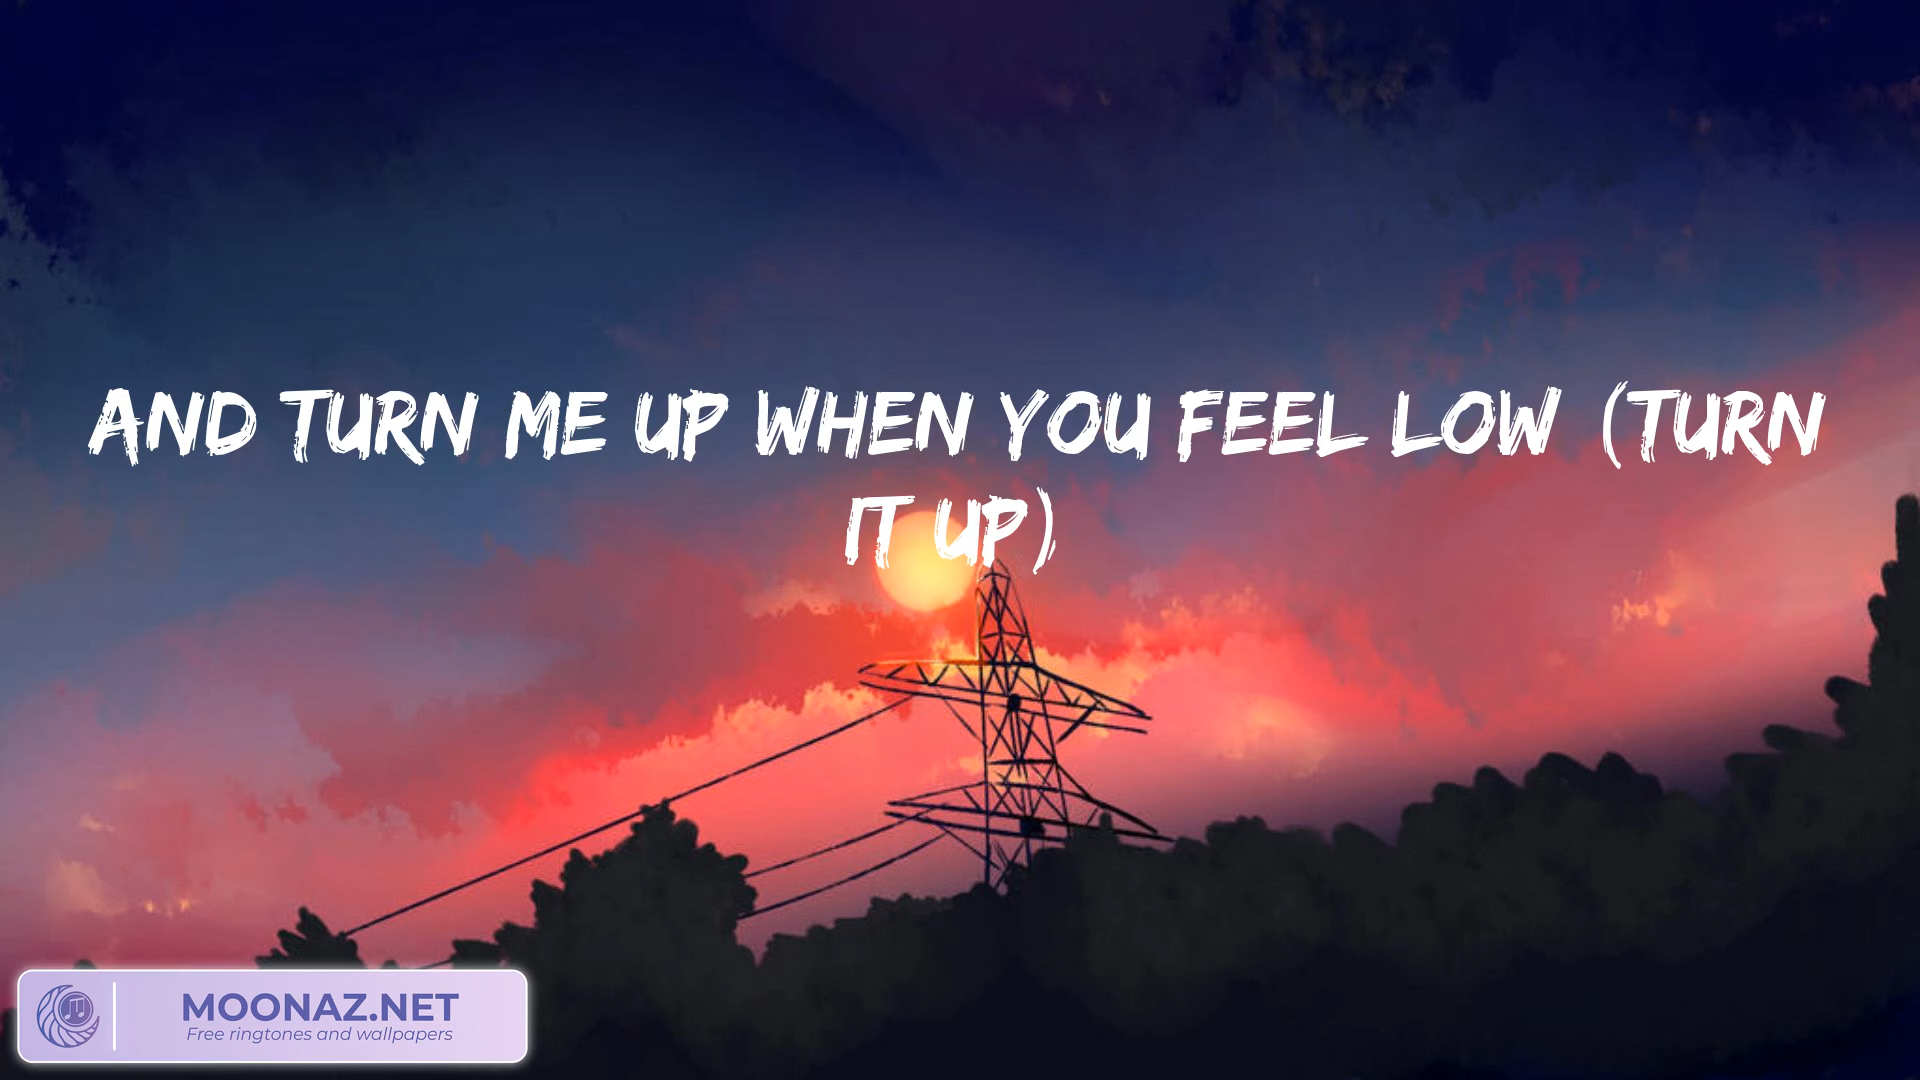 AND TURN ME UP WHEN YOU FEEL LOW (TURN
IT UP)
MOONAZ.NET
Free ringtones and wallpapers